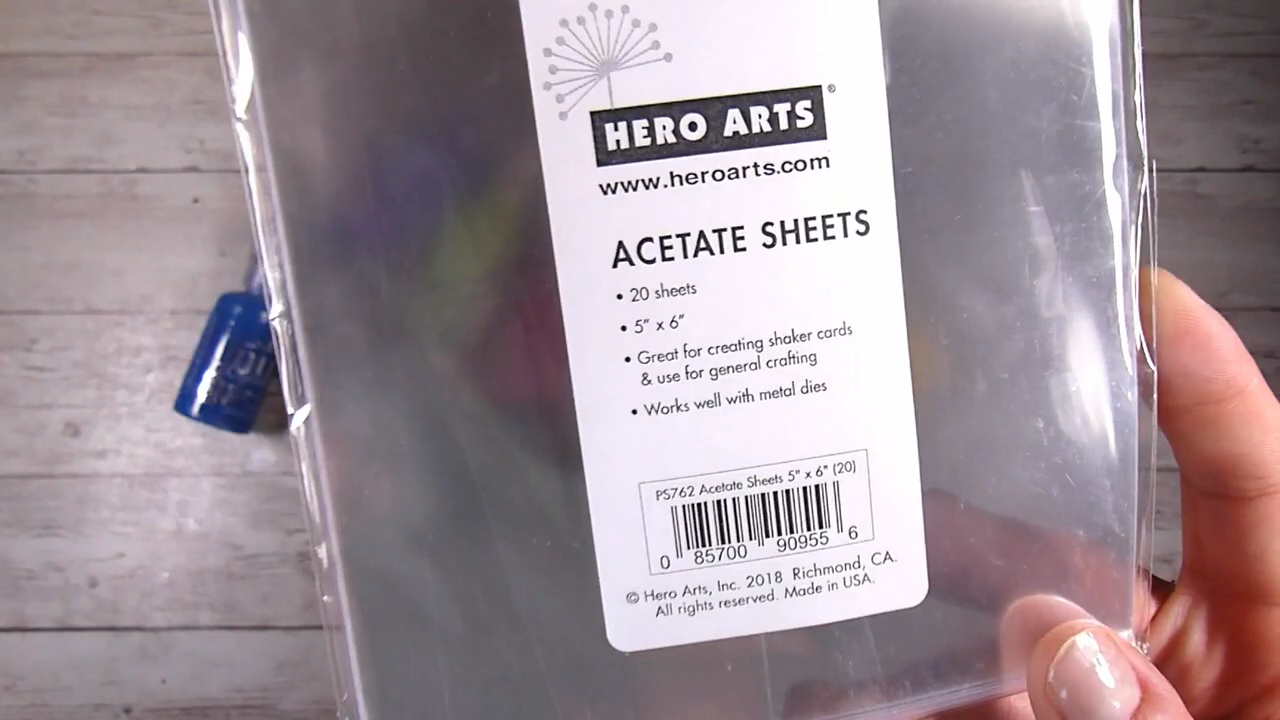 HERO ARTS®
www.heroarts.com
ACETATE SHEETS
• 20 sheets
• 5" x 6"
• Great for creating shaker cards
& use for general crafting
• Works well with metal dies
PS762 Acetate Sheets 5" x 6" (20)
0 85700 90955 6
© Hero Arts, Inc. 2018 Richmond, CA.
All rights reserved. Made in USA.